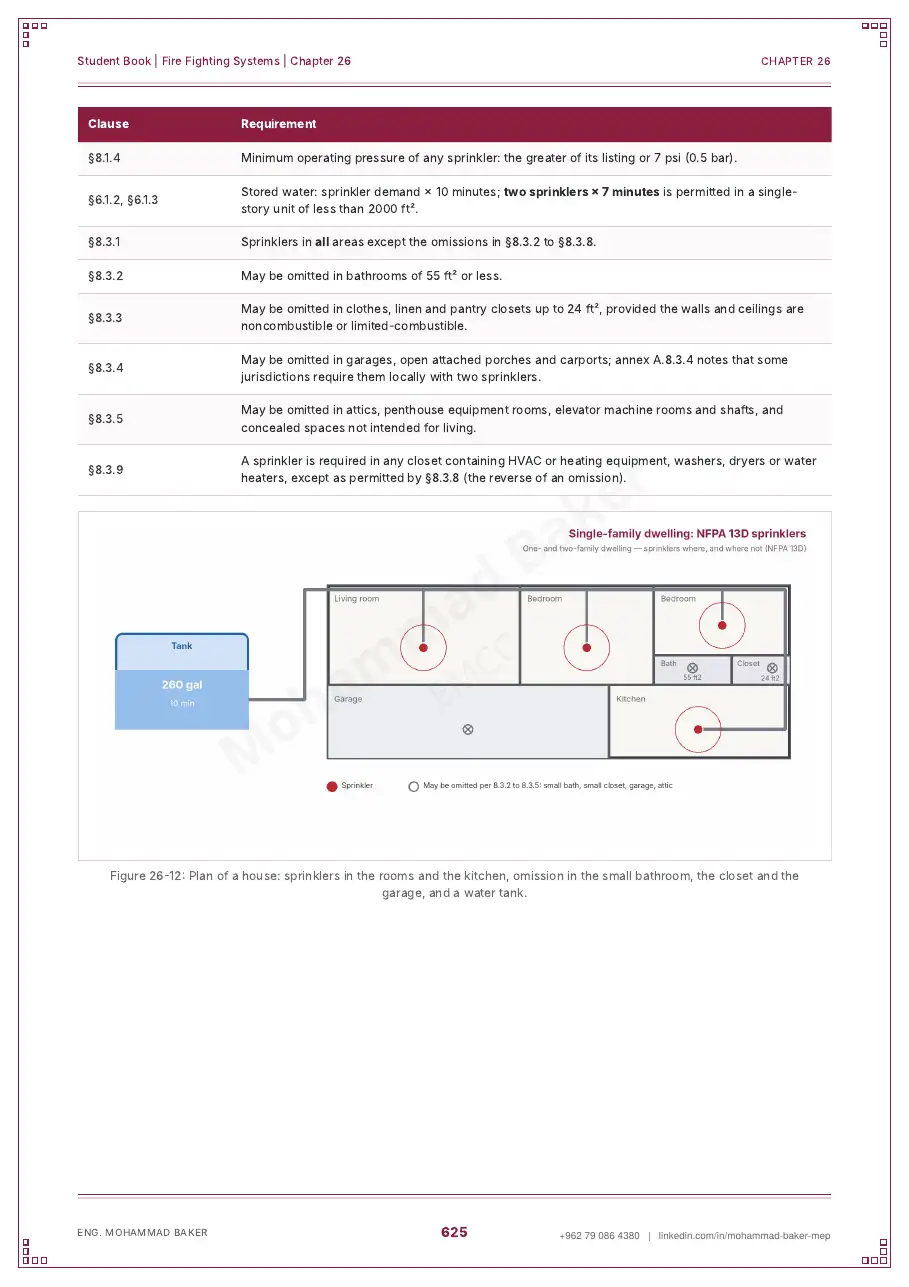 Student Book | Fire Fighting Systems | Chapter 26
CHAPTER 26
Clause Requirement
§8.1.4 Minimum operating pressure of any sprinkler: the greater of its listing or 7 psi (0.5 bar).
§6.1.2, §6.1.3 Stored water: sprinkler demand × 10 minutes; two sprinklers × 7 minutes is permitted in a single-
story unit of less than 2000 ft².
§8.3.1 Sprinklers in all areas except the omissions in §8.3.2 to §8.3.8.
§8.3.2 May be omitted in bathrooms of 55 ft² or less.
§8.3.3 May be omitted in clothes, linen and pantry closets up to 24 ft², provided the walls and ceilings are
noncombustible or limited-combustible.
§8.3.4 May be omitted in garages, open attached porches and carports; annex A.8.3.4 notes that some
jurisdictions require them locally with two sprinklers.
§8.3.5 May be omitted in attics, penthouse equipment rooms, elevator machine rooms and shafts, and
concealed spaces not intended for living.
§8.3.9 A sprinkler is required in any closet containing HVAC or heating equipment, washers, dryers or water
heaters, except as permitted by §8.3.8 (the reverse of an omission).
Single-family dwelling: NFPA 13D sprinklers
One- and two-family dwelling — sprinklers where, and where not (NFPA 13D)
Living room
Bedroom
Bedroom
Tank
260 gal
10 min
Bath
55 ft2
Closet
24 ft2
Garage
Kitchen
Sprinkler
May be omitted per 8.3.2 to 8.3.5: small bath, small closet, garage, attic
Mohammad Baker
EMCC
Figure 26-12: Plan of a house: sprinklers in the rooms and the kitchen, omission in the small bathroom, the closet and the
garage, and a water tank.
ENG. MOHAMMAD BAKER
625
+962 79 086 4380 | linkedin.com/in/mohammad-baker-mep